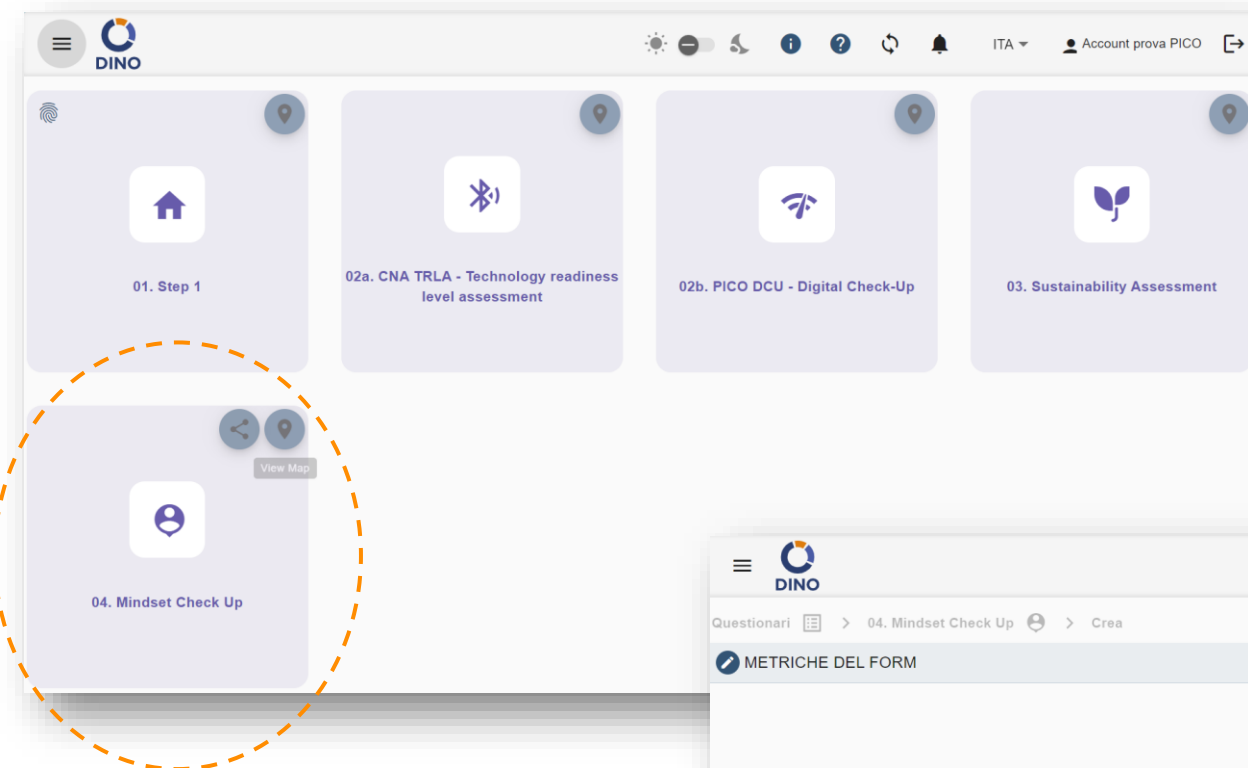 DINO
ITA
Account prova PICO
01. Step 1
02a. CNA TRLA - Technology readiness
level assessment
02b. PICO DCU - Digital Check-Up
03. Sustainability Assessment
View Map
04. Mindset Check Up
DINO
Questionari > 04. Mindset Check Up > Crea
METRICHE DEL FORM